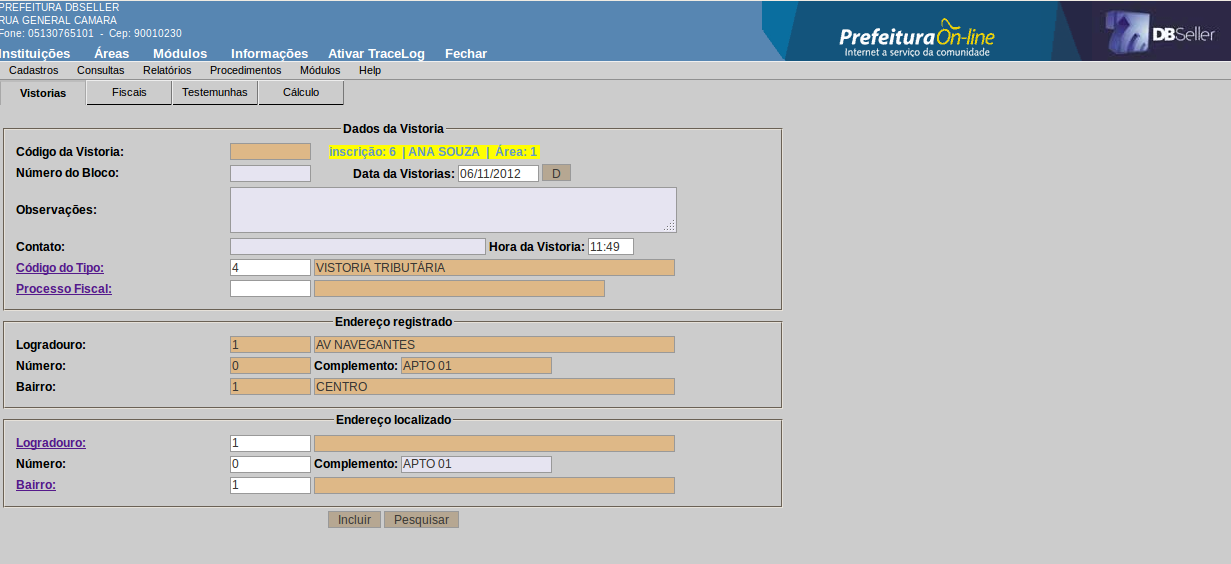 PREFEITURA DBSELLER
RUA GENERAL CAMARA
Fone: 05130765101 - Cep: 90010230
Instituições Áreas Módulos Informações Ativar TraceLog Fechar
PrefeituraOn-line
Internet a serviço da comunidade
DBSeller
Cadastros Consultas Relatórios Procedimentos Módulos Help
Vistorias Fiscais Testemunhas Cálculo
Dados da Vistoria
Código da Vistoria: inscrição: 6 | ANA SOUZA | Área: 1
Número do Bloco: Data da Vistorias: 06/11/2012 D
Observações:
Contato: Hora da Vistoria: 11:49
Código do Tipo: 4 VISTORIA TRIBUTÁRIA
Processo Fiscal:
Endereço registrado
Logradouro: 1 AV NAVEGANTES
Número: 0 Complemento: APTO 01
Bairro: 1 CENTRO
Endereço localizado
Logradouro: 1
Número: 0 Complemento: APTO 01
Bairro: 1
Incluir Pesquisar